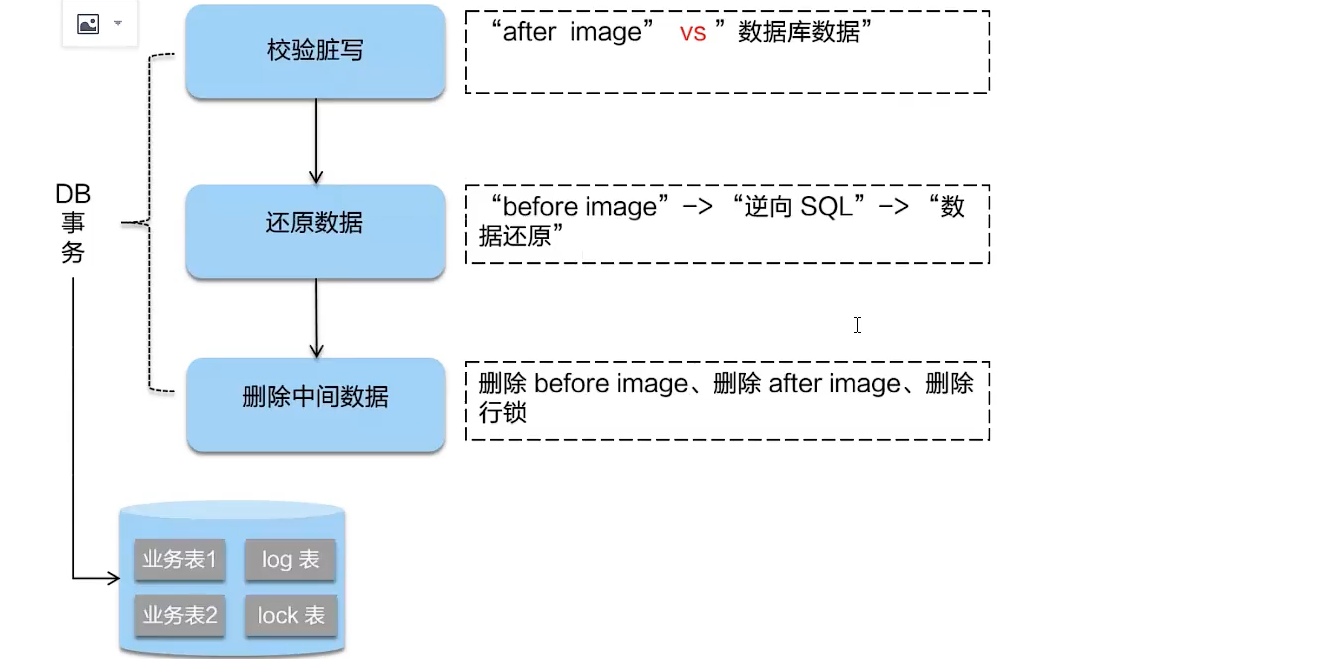 校验脏写
“after image” vs ”数据库数据”
DB
事
务
还原数据
“before image”–>“逆向 SQL”–>“数
据还原”
删除中间数据
删除 before image、删除 after image、删除
行锁
业务表1
log 表
业务表2
lock 表